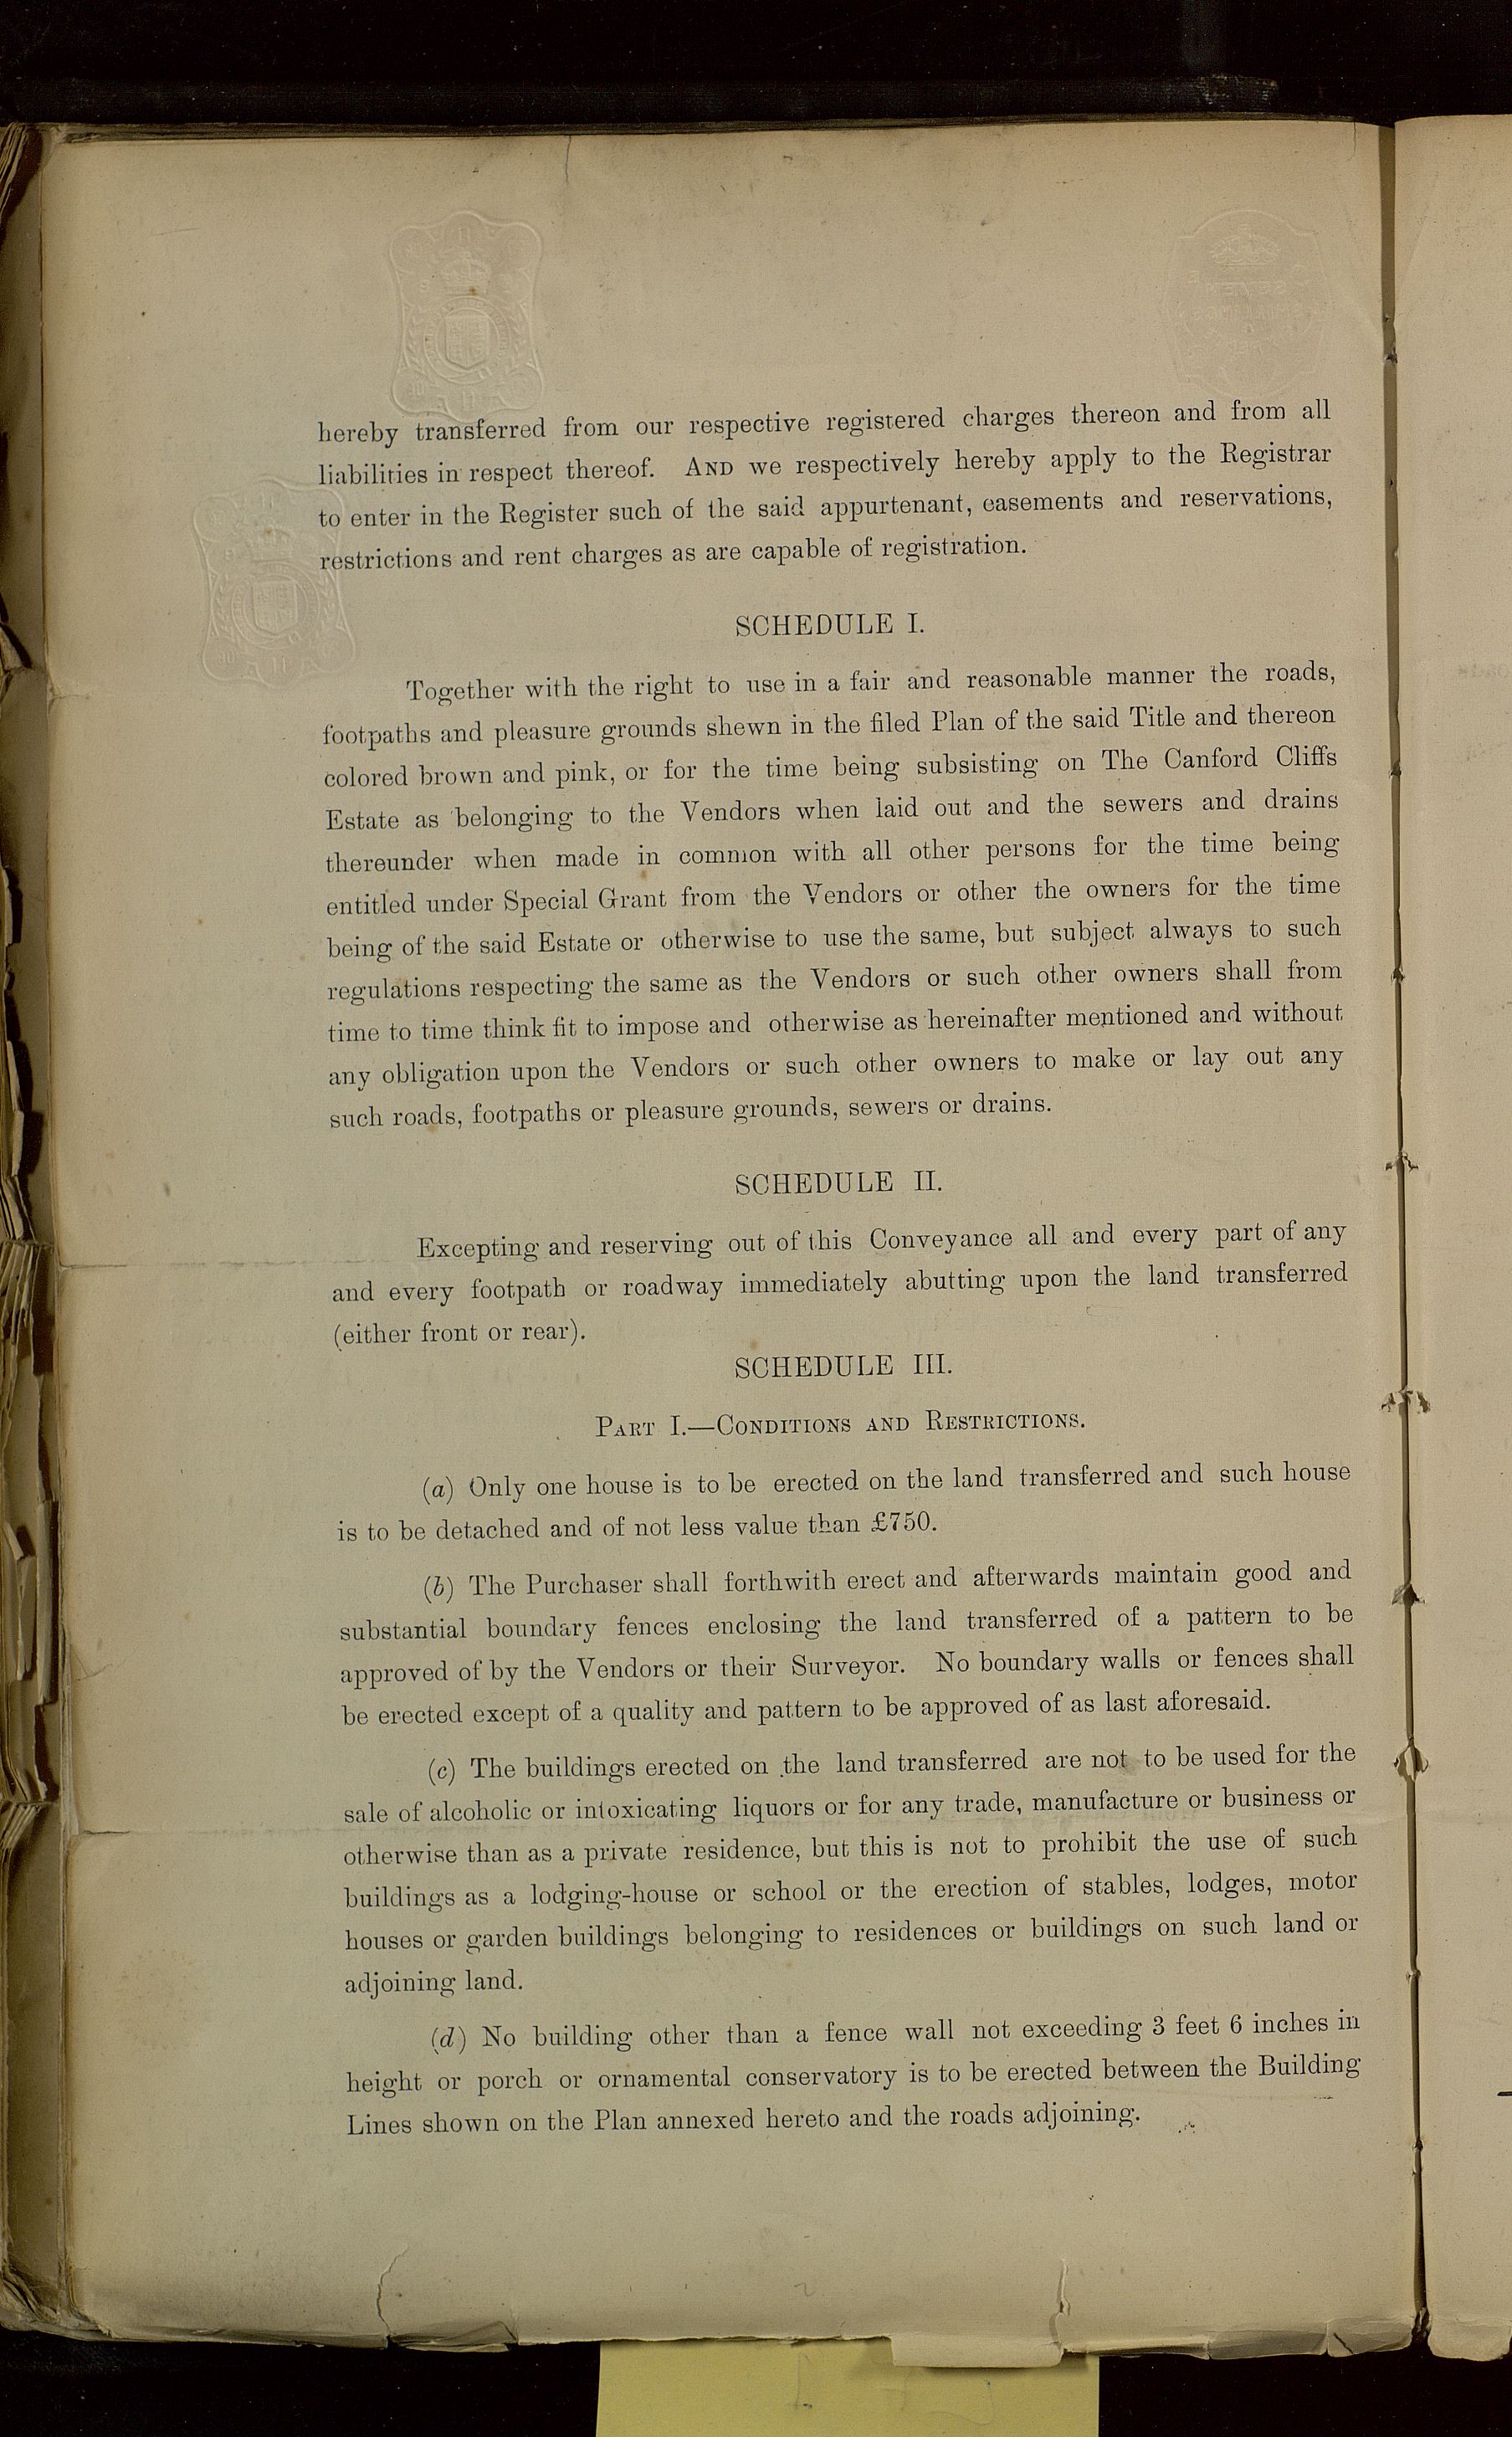 hereby transferred from our respective registered charges thereon and from all
liabilities in respect thereof. AND we respectively hereby apply to the Registrar
to enter in the Register such of the said appurtenant, easements and reservations,
restrictions and rent charges as are capable of registration.
SCHEDULE I.
Together with the right to use in a fair and reasonable manner the roads,
footpaths and pleasure grounds shewn in the filed Plan of the said Title and thereon
colored brown and pink, or for the time being subsisting on The Canford Cliffs
Estate as belonging to the Vendors when laid out and the sewers and drains
thereunder when made in common with all other persons for the time being
entitled under Special Grant from the Vendors or other the owners for the time
being of the said Estate or otherwise to use the same, but subject always to such
regulations respecting the same as the Vendors or such other owners shall from
time to time think fit to impose and otherwise as hereinafter mentioned and without
any obligation upon the Vendors or such other owners to make or lay out any
such roads, footpaths or pleasure grounds, sewers or drains.
SCHEDULE II.
Excepting and reserving out of this Conveyance all and every part of any
and every footpath or roadway immediately abutting upon the land transferred
(either front or rear).
SCHEDULE III.
PART I.—CONDITIONS AND RESTRICTIONS.
(a) Only one house is to be erected on the land transferred and such house
is to be detached and of not less value than £750.
(b) The Purchaser shall forthwith erect and afterwards maintain good and
substantial boundary fences enclosing the land transferred of a pattern to be
approved of by the Vendors or their Surveyor. No boundary walls or fences shall
be erected except of a quality and pattern to be approved of as last aforesaid.
(c) The buildings erected on the land transferred are not to be used for the
sale of alcoholic or intoxicating liquors or for any trade, manufacture or business or
otherwise than as a private residence, but this is not to prohibit the use of such
buildings as a lodging-house or school or the erection of stables, lodges, motor
houses or garden buildings belonging to residences or buildings on such land or
adjoining land.
(d) No building other than a fence wall not exceeding 3 feet 6 inches in
height or porch or ornamental conservatory is to be erected between the Building
Lines shown on the Plan annexed hereto and the roads adjoining.